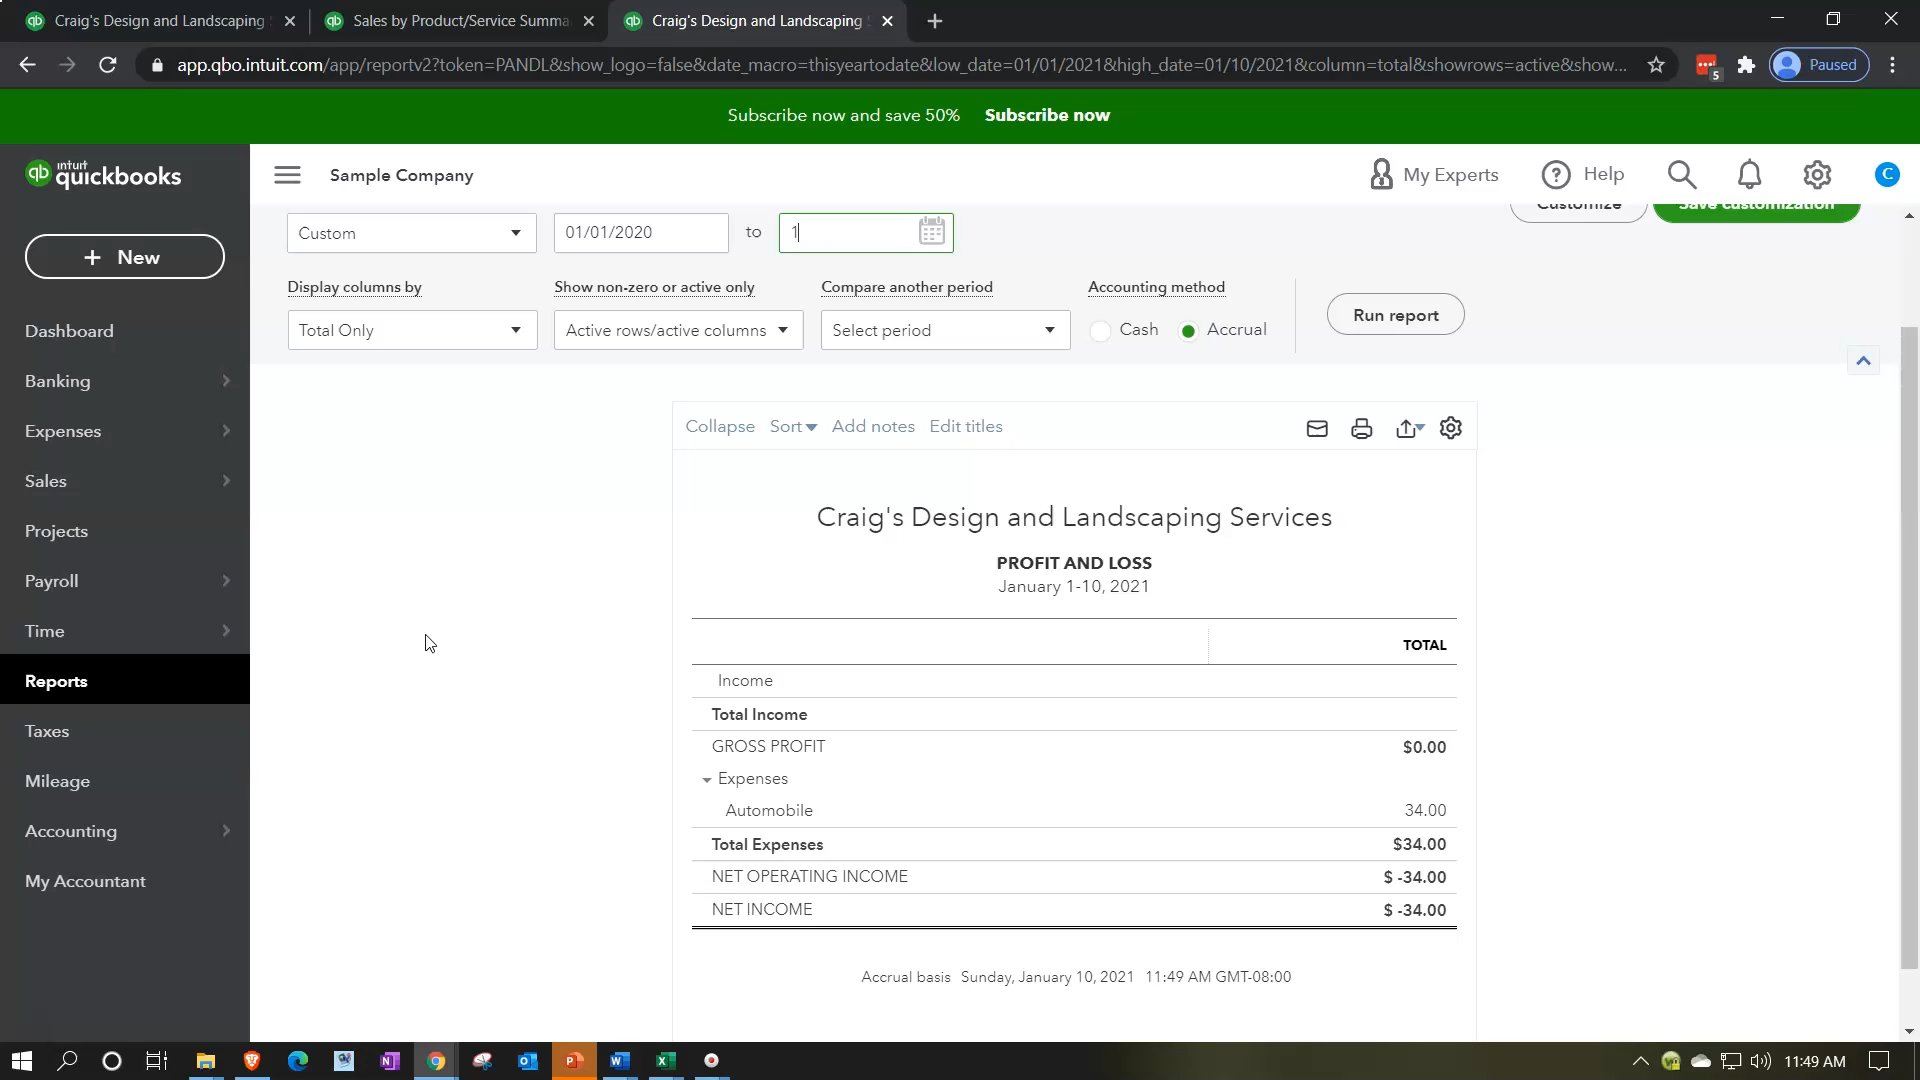 Craig's Design and Landscaping
Sales by Product/Service Summa
Craig's Design and Landscaping
app.qbo.intuit.com/app/reportv2?token=PANDL&show_logo=false&date_macro=thisyeartodate&low_date=01/01/2021&high_date=01/10/2021&column=total&showrows=active&show...
5
Paused
Subscribe now and save 50% Subscribe now
qb intuit quickbooks
Sample Company
My Experts
Help
C
+ New
Dashboard
Banking
Expenses
Sales
Projects
Payroll
Time
Reports
Taxes
Mileage
Accounting
My Accountant
Customize
Save customization
Custom
01/01/2020
to
1
Display columns by
Show non-zero or active only
Compare another period
Accounting method
Total Only
Active rows/active columns
Select period
Cash
Accrual
Run report
Collapse Sort Add notes Edit titles
Craig's Design and Landscaping Services
PROFIT AND LOSS
January 1-10, 2021
TOTAL
Income
Total Income
GROSS PROFIT $0.00
Expenses
Automobile 34.00
Total Expenses $34.00
NET OPERATING INCOME $ -34.00
NET INCOME $ -34.00
Accrual basis Sunday, January 10, 2021 11:49 AM GMT-08:00
11:49 AM